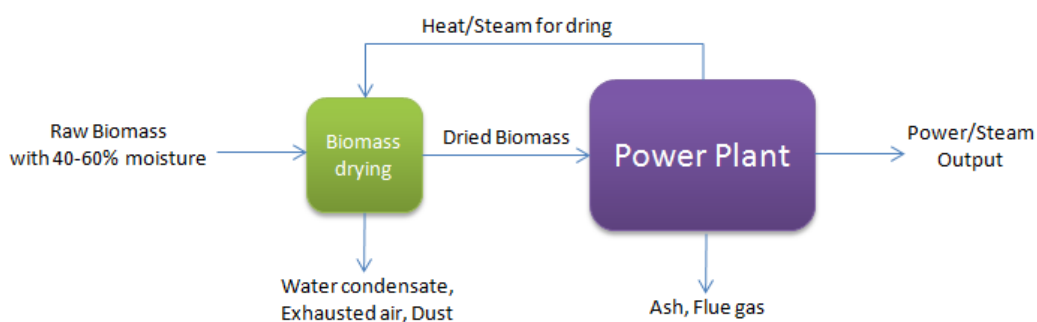 Heat/Steam for dring
Raw Biomass
with 40-60% moisture
Biomass
drying
Dried Biomass
Power Plant
Power/Steam
Output
Water condensate,
Exhausted air, Dust
Ash, Flue gas